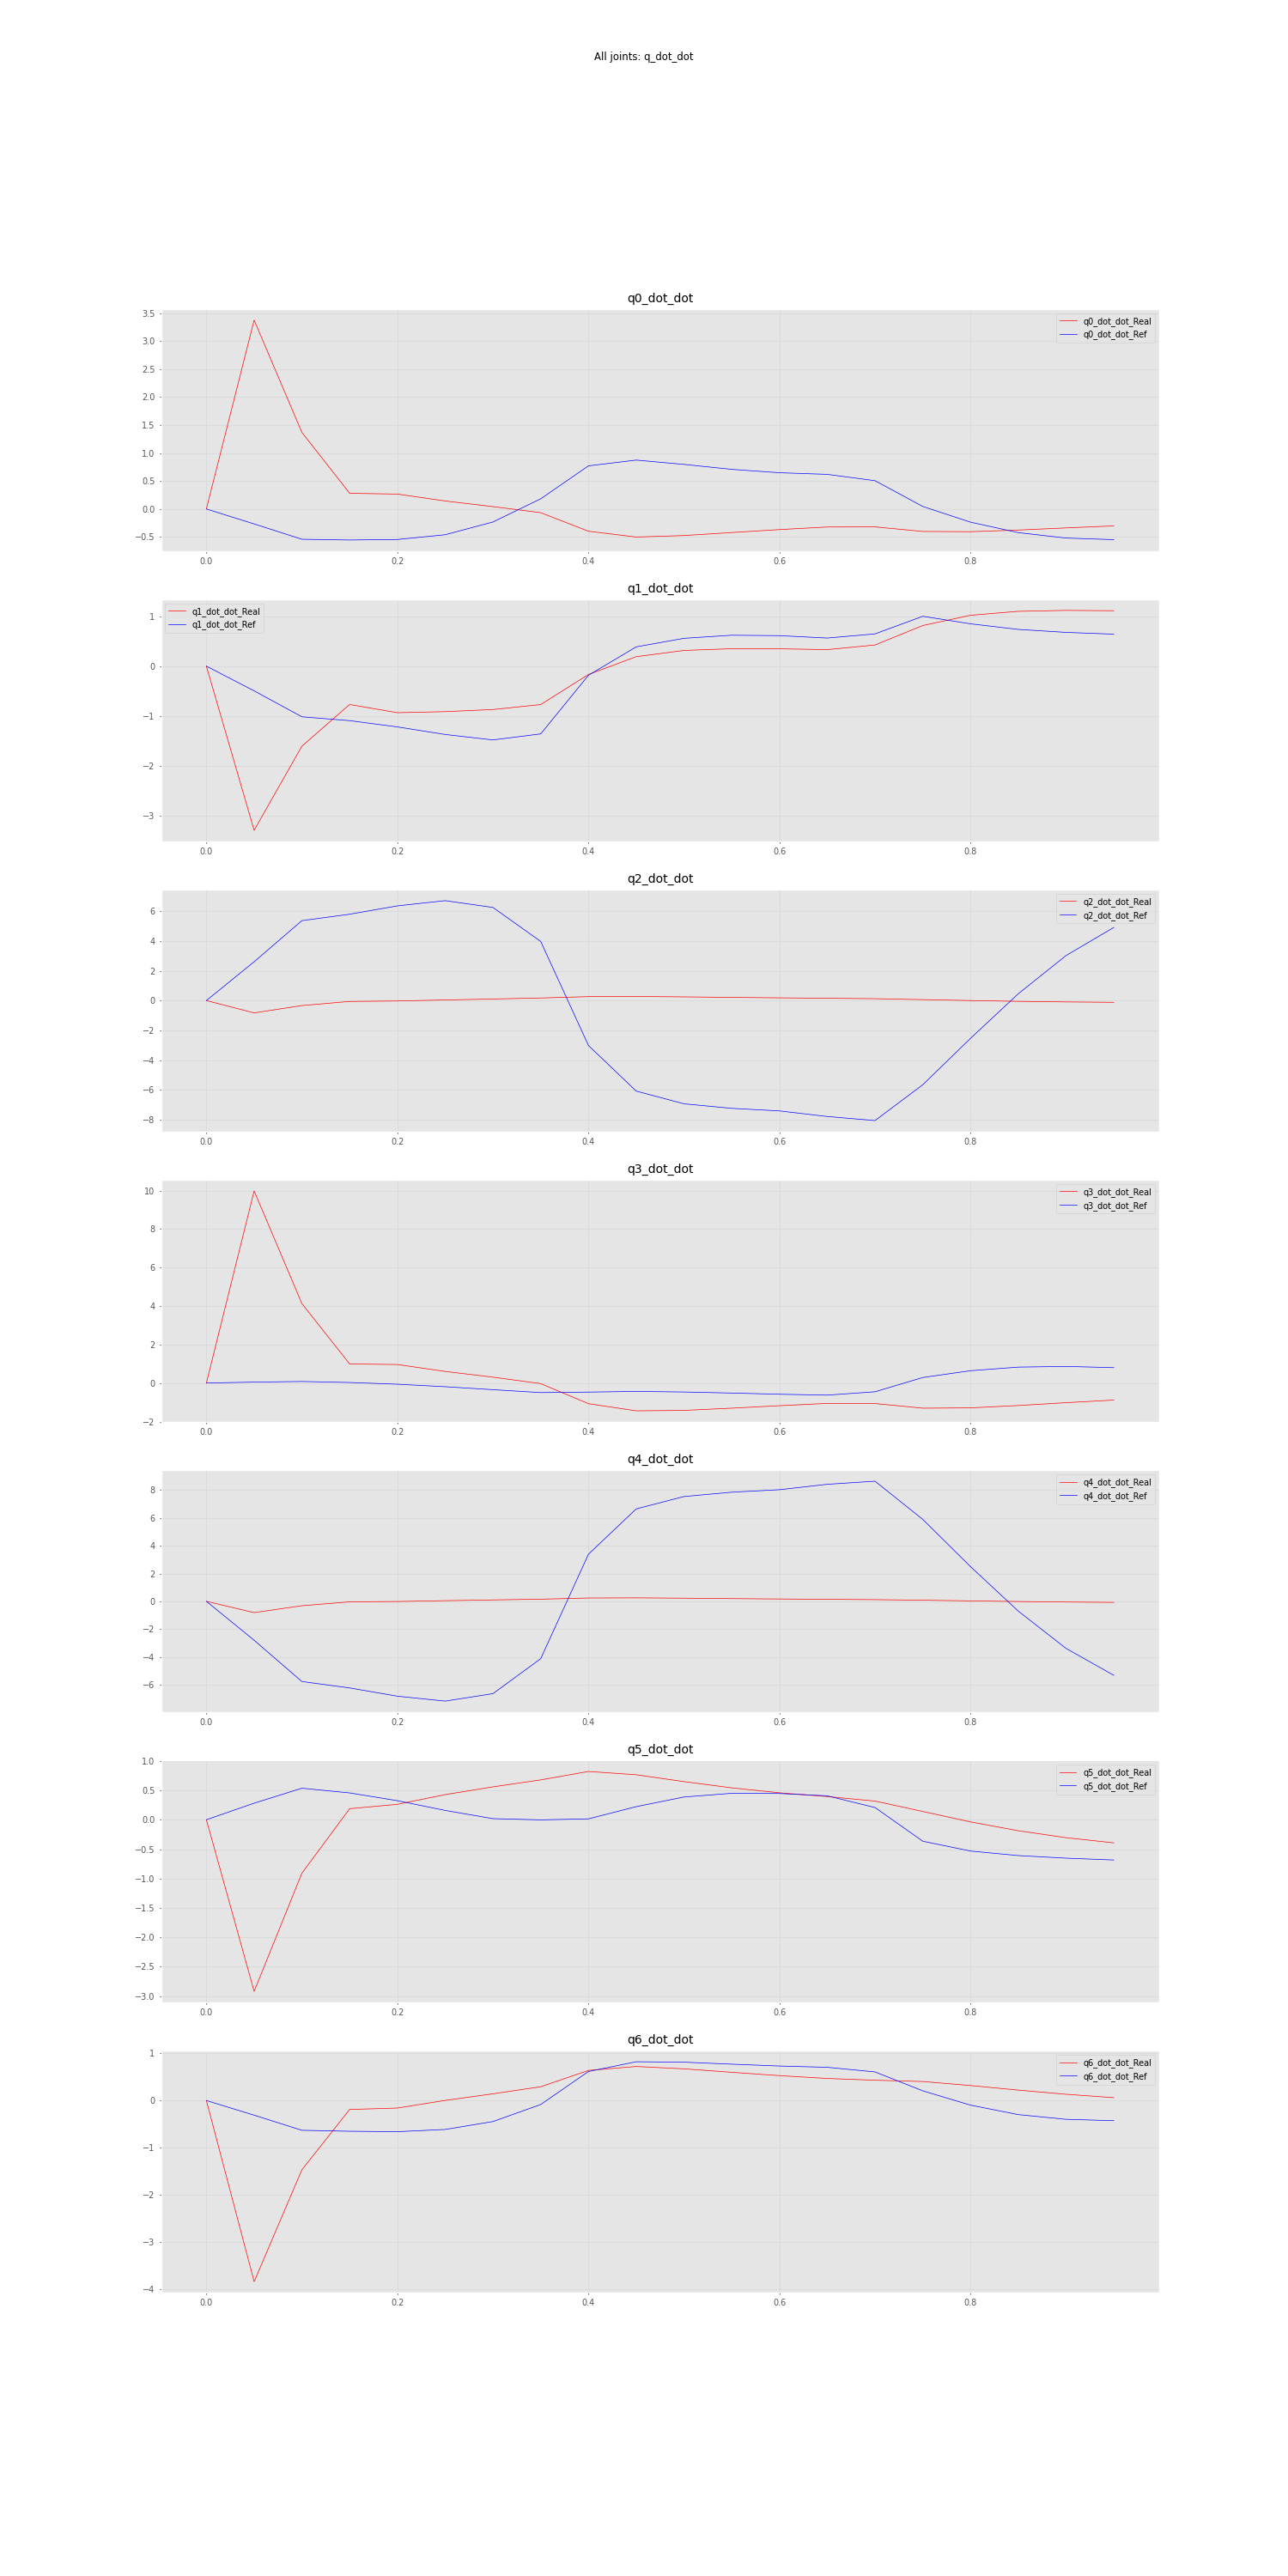 All joints: q_dot_dot
q0_dot_dot
3.5
3.0
2.5
2.0
1.5
1.0
0.5
0.0
−0.5
q0_dot_dot_Real
q0_dot_dot_Ref
0.0 0.2 0.4 0.6 0.8
q1_dot_dot
1
0
−1
−2
−3
q1_dot_dot_Real
q1_dot_dot_Ref
0.0 0.2 0.4 0.6 0.8
q2_dot_dot
6
4
2
0
−2
−4
−6
−8
q2_dot_dot_Real
q2_dot_dot_Ref
0.0 0.2 0.4 0.6 0.8
q3_dot_dot
10
8
6
4
2
0
−2
q3_dot_dot_Real
q3_dot_dot_Ref
0.0 0.2 0.4 0.6 0.8
q4_dot_dot
8
6
4
2
0
−2
−4
−6
q4_dot_dot_Real
q4_dot_dot_Ref
0.0 0.2 0.4 0.6 0.8
q5_dot_dot
1.0
0.5
0.0
−0.5
−1.0
−1.5
−2.0
−2.5
−3.0
q5_dot_dot_Real
q5_dot_dot_Ref
0.0 0.2 0.4 0.6 0.8
q6_dot_dot
1
0
−1
−2
−3
−4
q6_dot_dot_Real
q6_dot_dot_Ref
0.0 0.2 0.4 0.6 0.8